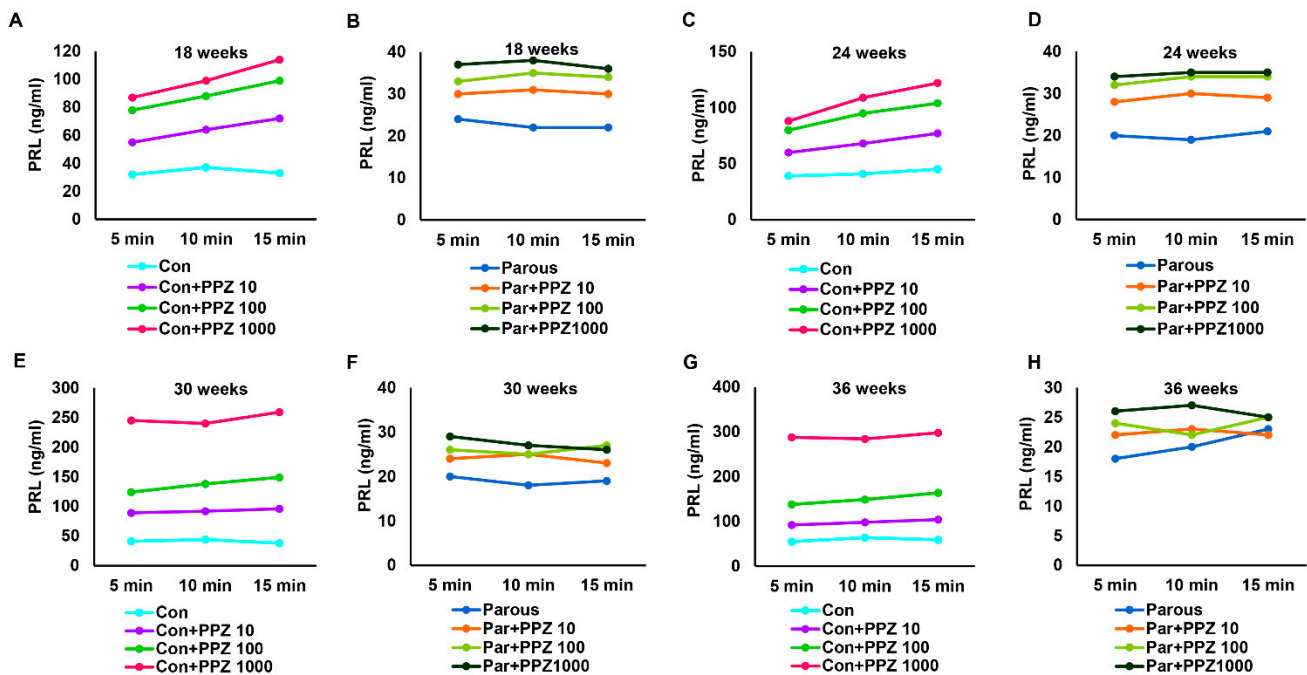 A
18 weeks
PRL (ng/ml)
120
100
80
60
40
20
0
5 min 10 min 15 min
Con
Con+PPZ 10
Con+PPZ 100
Con+PPZ 1000
B
18 weeks
PRL (ng/ml)
40
30
20
10
0
5 min 10 min 15 min
Parous
Par+PPZ 10
Par+PPZ 100
Par+PPZ1000
C
24 weeks
PRL (ng/ml)
150
100
50
0
5 min 10 min 15 min
Con
Con+PPZ 10
Con+PPZ 100
Con+PPZ 1000
D
24 weeks
PRL (ng/ml)
40
30
20
10
0
5 min 10 min 15 min
Parous
Par+PPZ 10
Par+PPZ 100
Par+PPZ1000
E
30 weeks
PRL (ng/ml)
300
250
200
150
100
50
0
5 min 10 min 15 min
Con
Con+PPZ 10
Con+PPZ 100
Con+PPZ 1000
F
30 weeks
PRL (ng/ml)
40
30
20
10
0
5 min 10 min 15 min
Parous
Par+PPZ 10
Par+PPZ 100
Par+PPZ1000
G
36 weeks
PRL (ng/ml)
400
300
200
100
0
5 min 10 min 15 min
Con
Con+PPZ 10
Con+PPZ 100
Con+PPZ 1000
H
36 weeks
PRL (ng/ml)
30
25
20
15
10
5
0
5 min 10 min 15 min
Parous
Par+PPZ 10
Par+PPZ 100
Par+PPZ1000